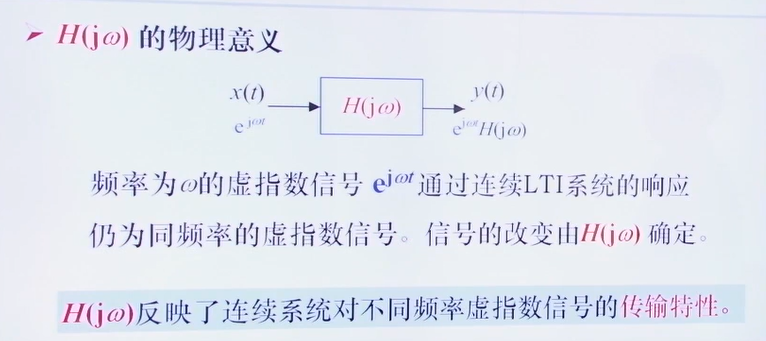 ➢ H(jω) 的物理意义
x(t) H(jω) y(t)
e^{jωt} e^{jωt}H(jω)
频率为ω的虚指数信号 e^{jωt} 通过连续LTI系统的响应
仍为同频率的虚指数信号。信号的改变由H(jω) 确定。
H(jω)反映了连续系统对不同频率虚指数信号的传输特性。